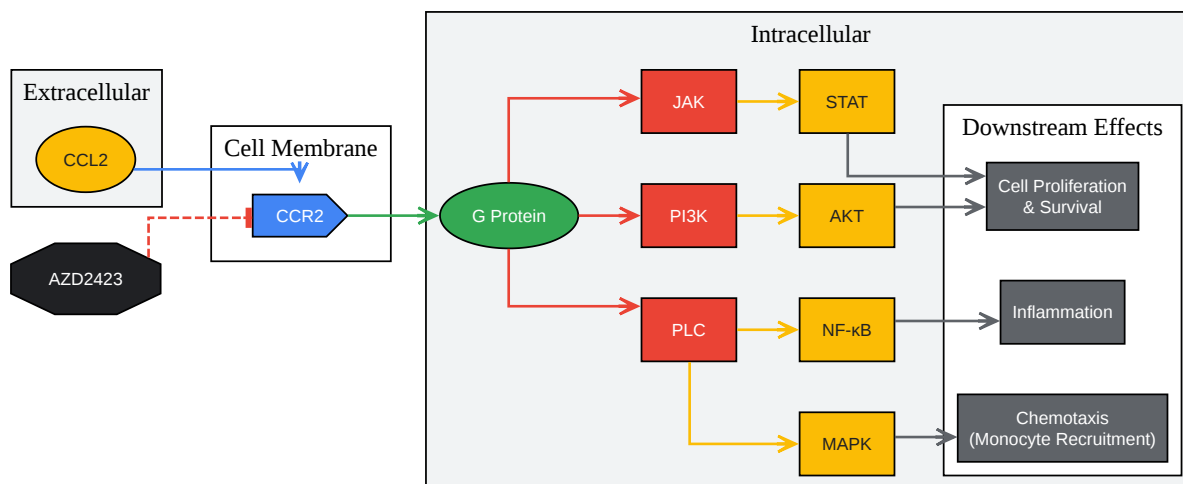 Intracellular
Extracellular
CCL2
Cell Membrane
CCR2
AZD2423
G Protein
JAK
STAT
PI3K
AKT
PLC
NF-κB
MAPK
Downstream Effects
Cell Proliferation
& Survival
Inflammation
Chemotaxis
(Monocyte Recruitment)